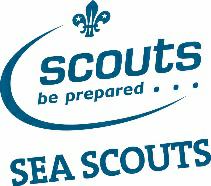 scouts
be prepared . . .
SEA SCOUTS